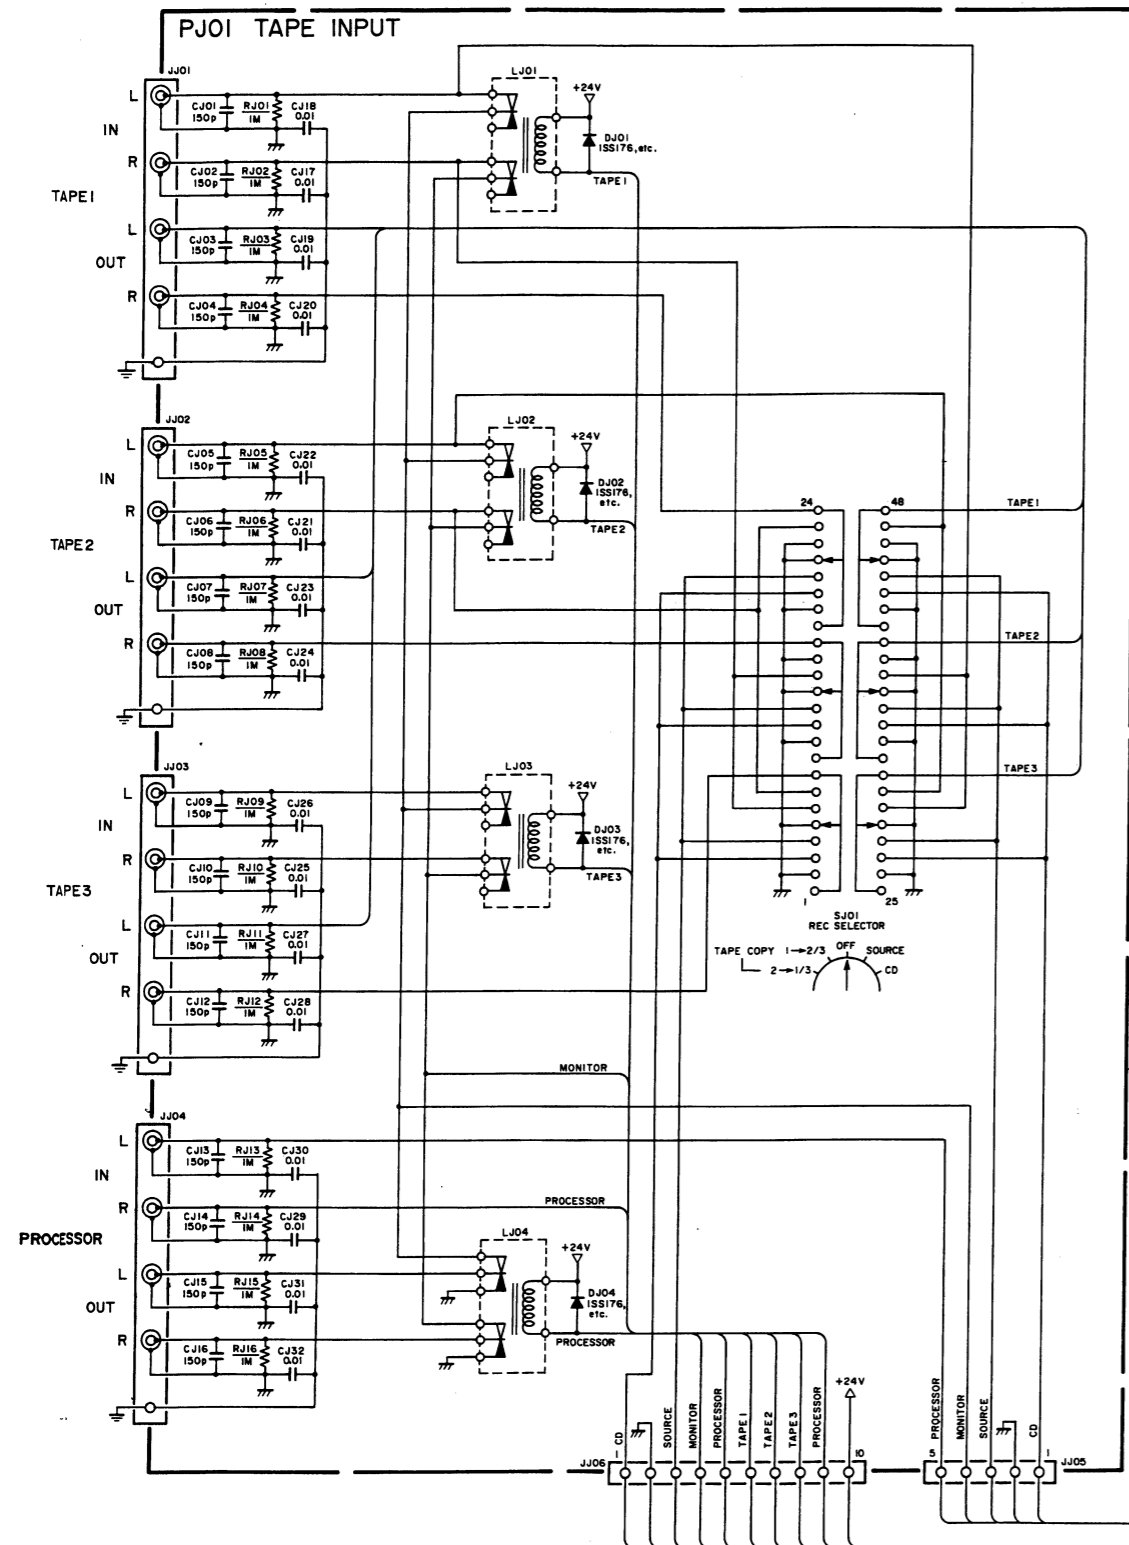 PJ01 TAPE INPUT
JJ01
L
IN
R
TAPE1
L
OUT
R
CJ01
150p
RJ01
1M
CJ18
0.01
CJ02
150p
RJ02
1M
CJ17
0.01
CJ03
150p
RJ03
1M
CJ19
0.01
CJ04
150p
RJ04
1M
CJ20
0.01
LJ01
+24V
DJ01
1SS176,etc.
TAPE1
JJ02
L
IN
R
TAPE2
L
OUT
R
CJ05
150p
RJ05
1M
CJ22
0.01
CJ06
150p
RJ06
1M
CJ21
0.01
CJ07
150p
RJ07
1M
CJ23
0.01
CJ08
150p
RJ08
1M
CJ24
0.01
LJ02
+24V
DJ02
1SS176,
etc.
TAPE2
24
48
TAPE1
TAPE2
TAPE3
1
25
SJ01
REC SELECTOR
TAPE COPY 1→2/3
OFF
SOURCE
2→1/3
CD
JJ03
L
IN
R
TAPE3
L
OUT
R
CJ09
150p
RJ09
1M
CJ26
0.01
CJ10
150p
RJ10
1M
CJ25
0.01
CJ11
150p
RJ11
1M
CJ27
0.01
CJ12
150p
RJ12
1M
CJ28
0.01
LJ03
+24V
DJ03
1SS176,
etc.
TAPE3
MONITOR
JJ04
L
IN
R
PROCESSOR
L
OUT
R
CJ13
150p
RJ13
1M
CJ30
0.01
CJ14
150p
RJ14
1M
CJ29
0.01
CJ15
150p
RJ15
1M
CJ31
0.01
CJ16
150p
RJ16
1M
CJ32
0.01
PROCESSOR
LJ04
+24V
DJ04
1SS176,
etc.
PROCESSOR
JJ06
1
CD
SOURCE
MONITOR
PROCESSOR
TAPE1
TAPE2
TAPE3
PROCESSOR
+24V
10
5
PROCESSOR
MONITOR
SOURCE
CD
1
JJ05